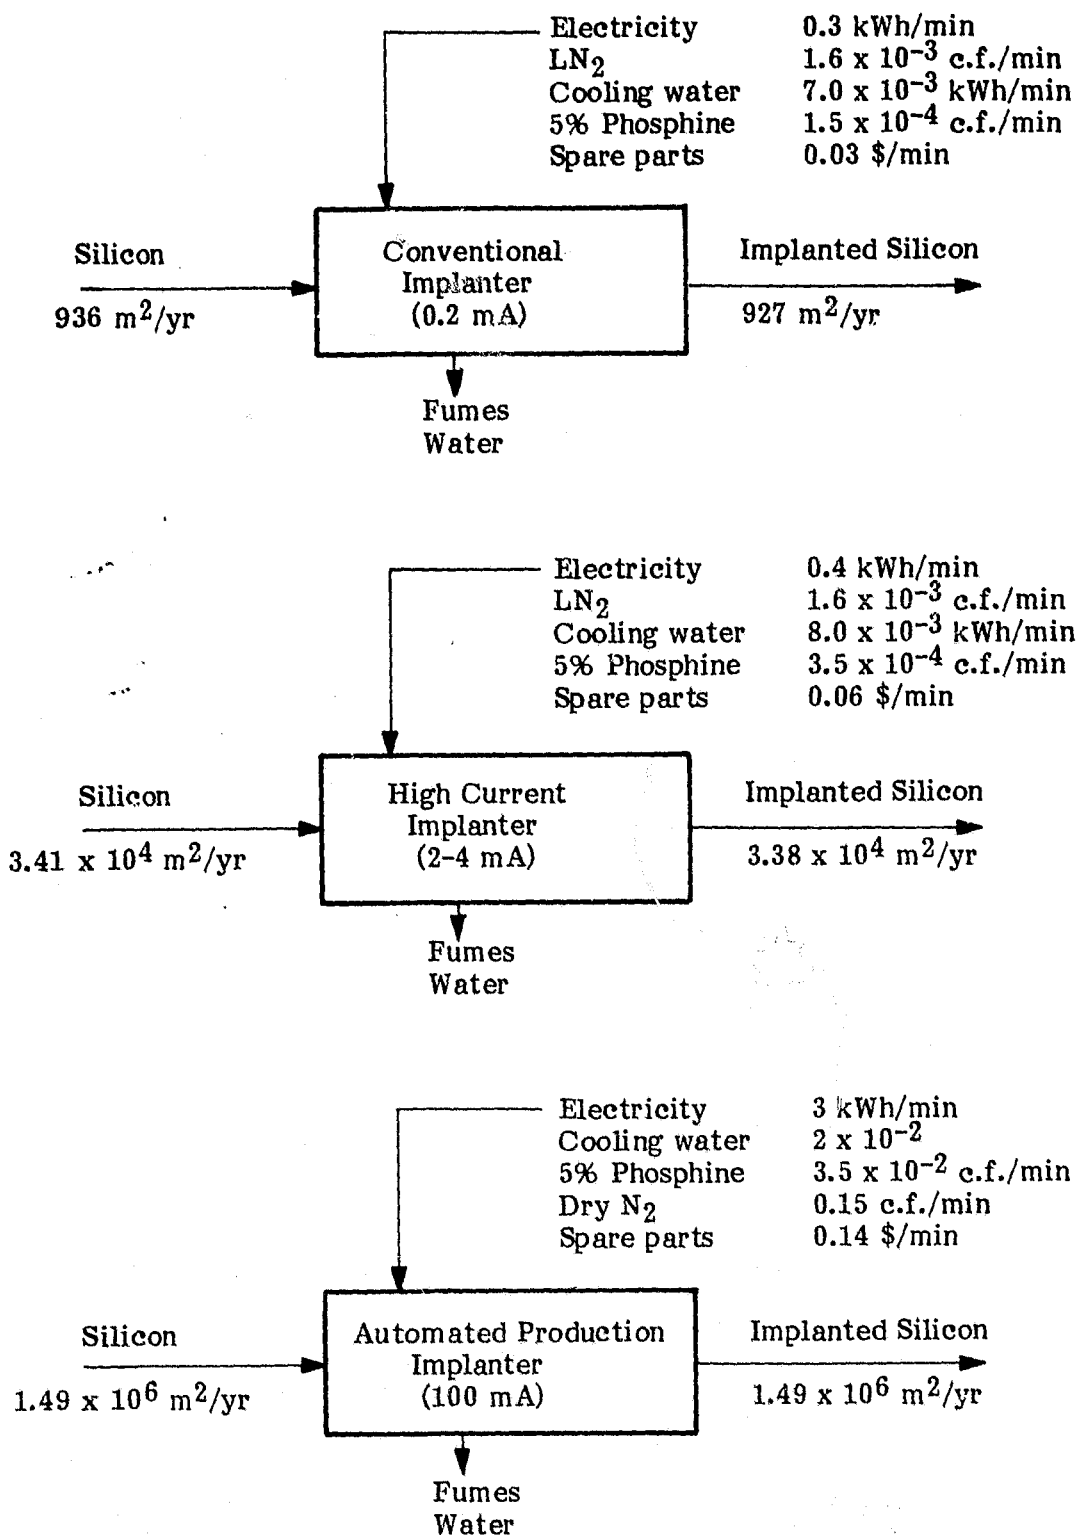 Electricity 0.3 kWh/min
LN2 1.6 x 10^-3 c.f./min
Cooling water 7.0 x 10^-3 kWh/min
5% Phosphine 1.5 x 10^-4 c.f./min
Spare parts 0.03 $/min
Silicon
936 m^2/yr
Conventional
Implanter
(0.2 mA)
Implanted Silicon
927 m^2/yr
Fumes
Water
Electricity 0.4 kWh/min
LN2 1.6 x 10^-3 c.f./min
Cooling water 8.0 x 10^-3 kWh/min
5% Phosphine 3.5 x 10^-4 c.f./min
Spare parts 0.06 $/min
Silicon
3.41 x 10^4 m^2/yr
High Current
Implanter
(2-4 mA)
Implanted Silicon
3.38 x 10^4 m^2/yr
Fumes
Water
Electricity 3 kWh/min
Cooling water 2 x 10^-2
5% Phosphine 3.5 x 10^-2 c.f./min
Dry N2 0.15 c.f./min
Spare parts 0.14 $/min
Silicon
1.49 x 10^6 m^2/yr
Automated Production
Implanter
(100 mA)
Implanted Silicon
1.49 x 10^6 m^2/yr
Fumes
Water